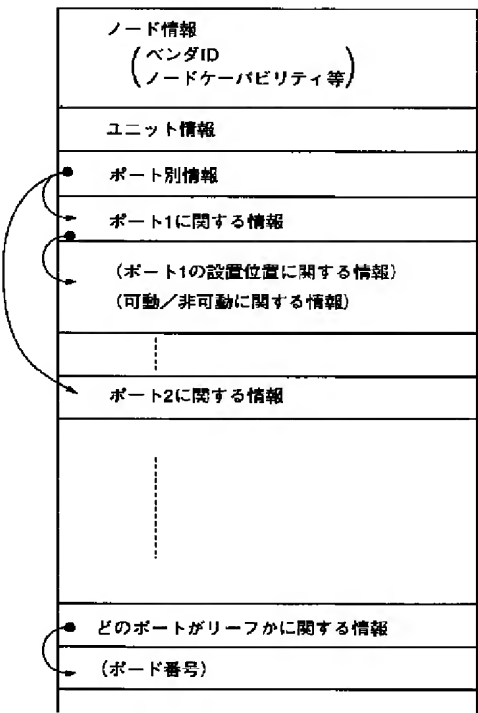 ノード情報
(ベンダID
ノードケーパビリティ等)
ユニット情報
ポート別情報
ポート1に関する情報
(ポート1の設置位置に関する情報)
(可動/非可動に関する情報)
ポート2に関する情報
どのポートがリーフかに関する情報
(ボード番号)